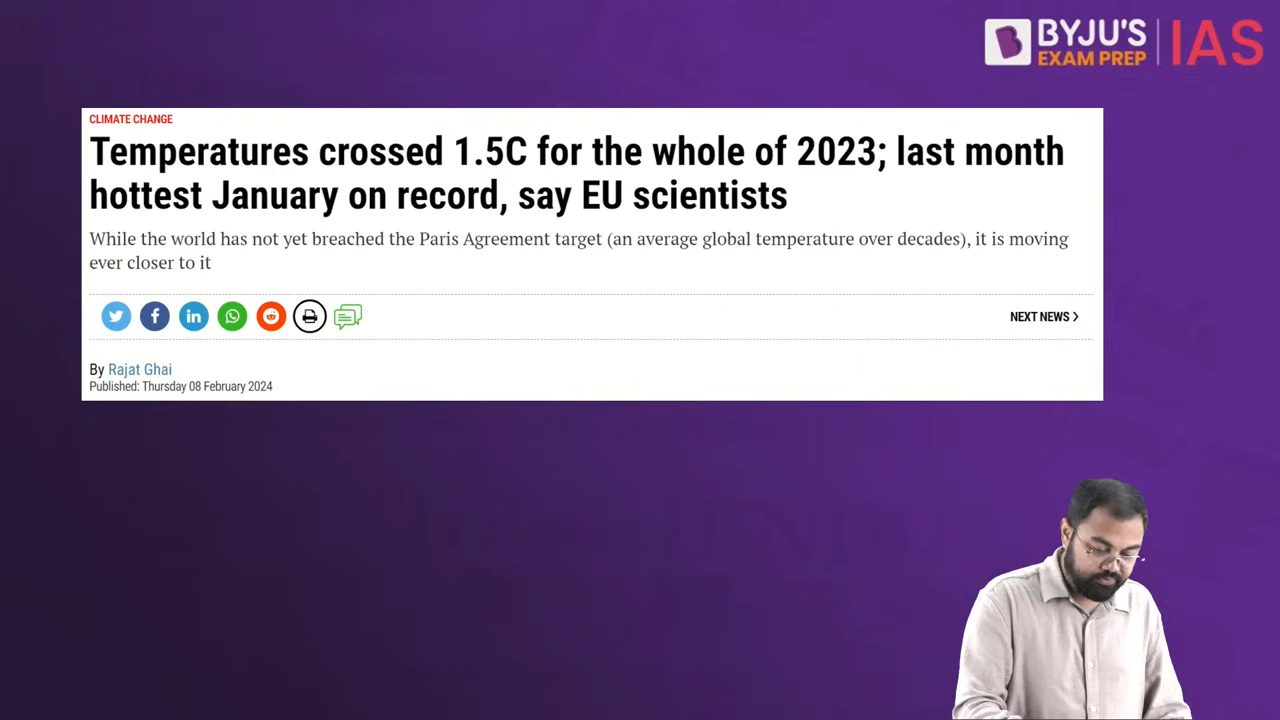 BYJU'S
EXAM PREP
IAS
CLIMATE CHANGE
Temperatures crossed 1.5C for the whole of 2023; last month
hottest January on record, say EU scientists
While the world has not yet breached the Paris Agreement target (an average global temperature over decades), it is moving
ever closer to it
NEXT NEWS
By Rajat Ghai
Published: Thursday 08 February 2024